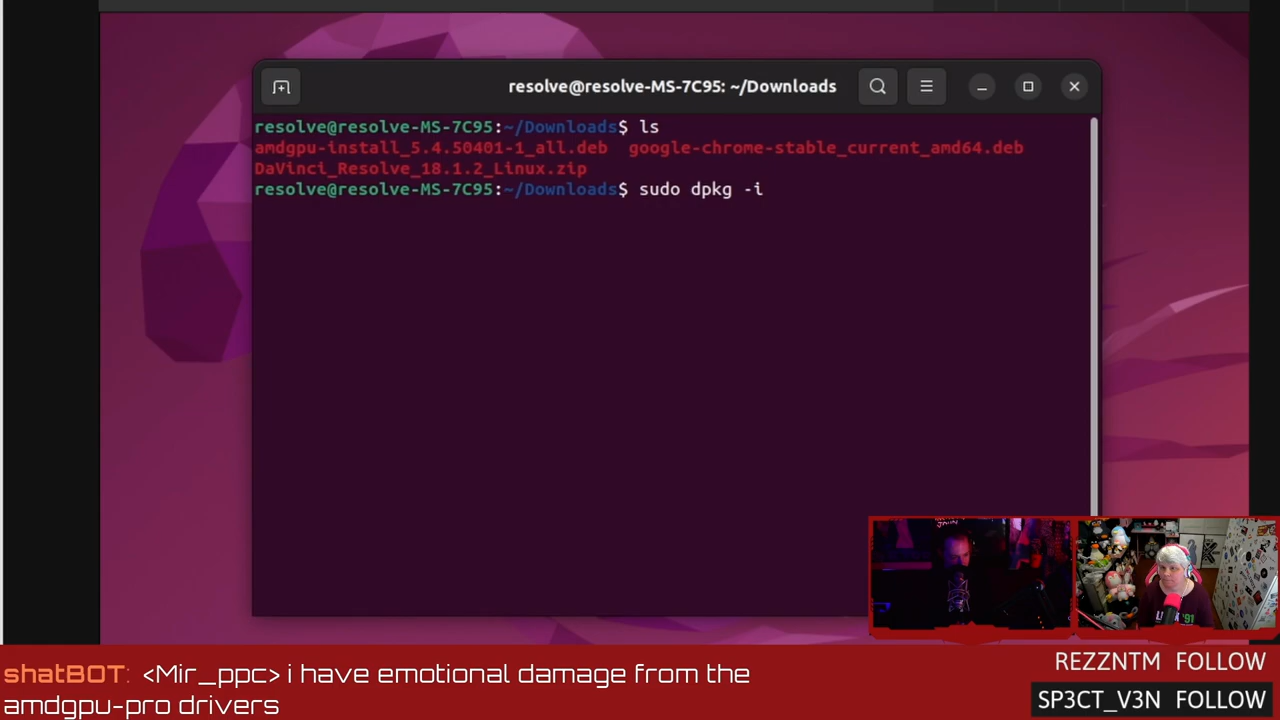 resolve@resolve-MS-7C95: ~/Downloads
resolve@resolve-MS-7C95:~/Downloads$ ls
amdgpu-install_5.4.50401-1_all.deb google-chrome-stable_current_amd64.deb
DaVinci_Resolve_18.1.2_Linux.zip
resolve@resolve-MS-7C95:~/Downloads$ sudo dpkg -i
shatBOT: <Mir_ppc> i have emotional damage from the
amdgpu-pro drivers
REZZNTM FOLLOW
SP3CT_V3N FOLLOW